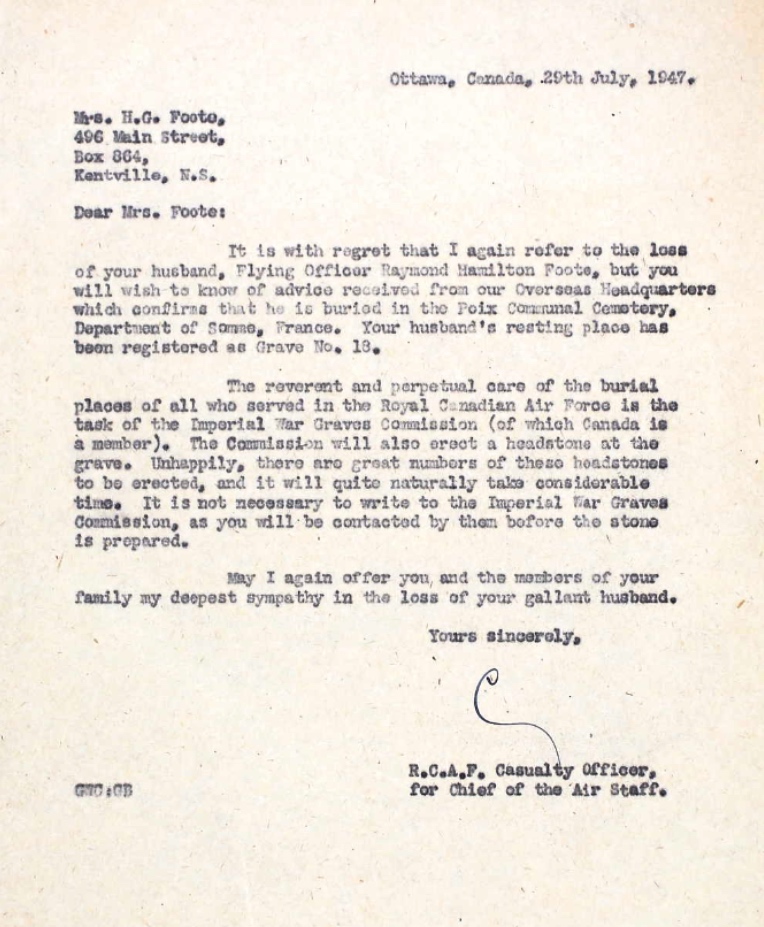 Ottawa, Canada, 29th July, 1947.
Mrs. H.G. Foote,
496 Main Street,
Box 864,
Kentville, N.S.
Dear Mrs. Foote:
It is with regret that I again refer to the loss
of your husband, Flying Officer Raymond Hamilton Foote, but you
will wish to know of advice received from our Overseas Headquarters
which confirms that he is buried in the Poix Communal Cemetery,
Department of Somme, France. Your husband's resting place has
been registered as Grave No. 18.
The reverent and perpetual care of the burial
places of all who served in the Royal Canadian Air Force is the
task of the Imperial War Graves Commission (of which Canada is
a member). The Commission will also erect a headstone at the
grave. Unhappily, there are great numbers of these headstones
to be erected, and it will quite naturally take considerable
time. It is not necessary to write to the Imperial War Graves
Commission, as you will be contacted by them before the stone
is prepared.
May I again offer you and the members of your
family my deepest sympathy in the loss of your gallant husband.
Yours sincerely,
R.C.A.F. Casualty Officer,
for Chief of the Air Staff.